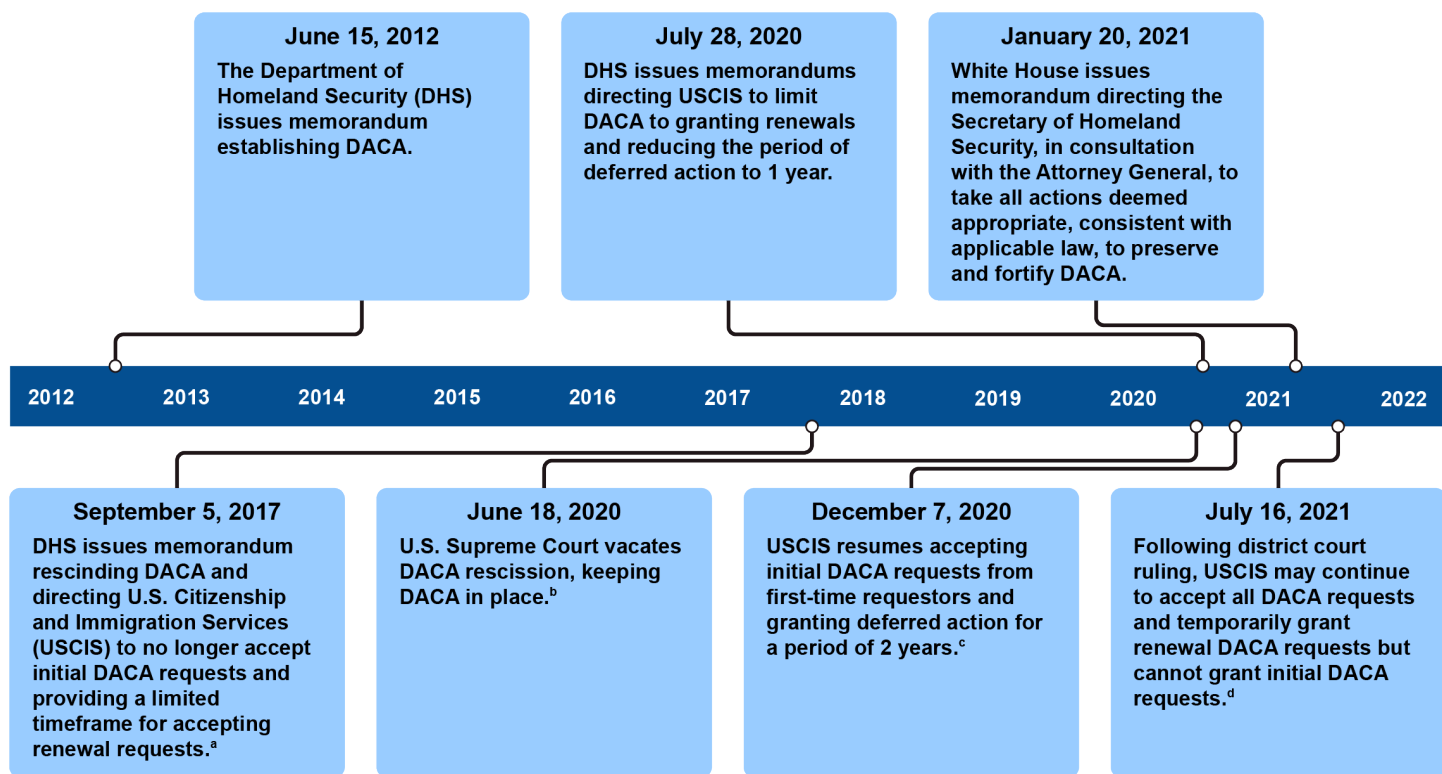 June 15, 2012
The Department of
Homeland Security (DHS)
issues memorandum
establishing DACA.
July 28, 2020
DHS issues memorandums
directing USCIS to limit
DACA to granting renewals
and reducing the period of
deferred action to 1 year.
January 20, 2021
White House issues
memorandum directing the
Secretary of Homeland
Security, in consultation
with the Attorney General, to
take all actions deemed
appropriate, consistent with
applicable law, to preserve
and fortify DACA.
2012 2013 2014 2015 2016 2017 2018 2019 2020 2021 2022
September 5, 2017
DHS issues memorandum
rescinding DACA and
directing U.S. Citizenship
and Immigration Services
(USCIS) to no longer accept
initial DACA requests and
providing a limited
timeframe for accepting
renewal requests.a
June 18, 2020
U.S. Supreme Court vacates
DACA rescission, keeping
DACA in place.b
December 7, 2020
USCIS resumes accepting
initial DACA requests from
first-time requestors and
granting deferred action for
a period of 2 years.c
July 16, 2021
Following district court
ruling, USCIS may continue
to accept all DACA requests
and temporarily grant
renewal DACA requests but
cannot grant initial DACA
requests.d